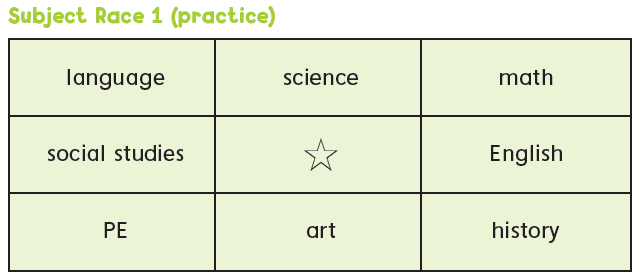 Subject Race 1 (practice)
language science math
social studies English
PE art history